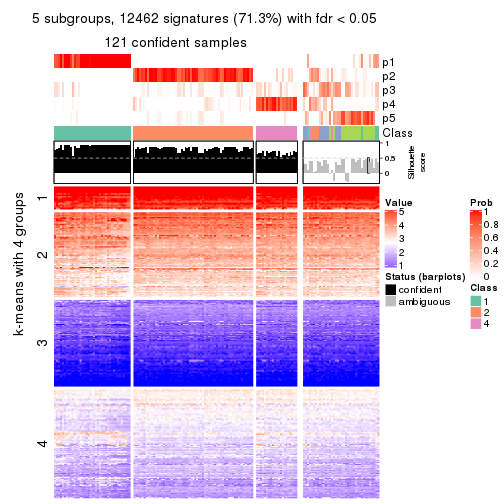 5 subgroups, 12462 signatures (71.3%) with fdr < 0.05
121 confident samples
p1
p2
p3
p4
p5
Class
1
0.5
0
Silhouette
score
k-means with 4 groups
1
2
3
4
Value
5
4
3
2
1
Status (barplots)
confident
ambiguous
Prob
1
0.8
0.6
0.4
0.2
0
Class
1
2
4